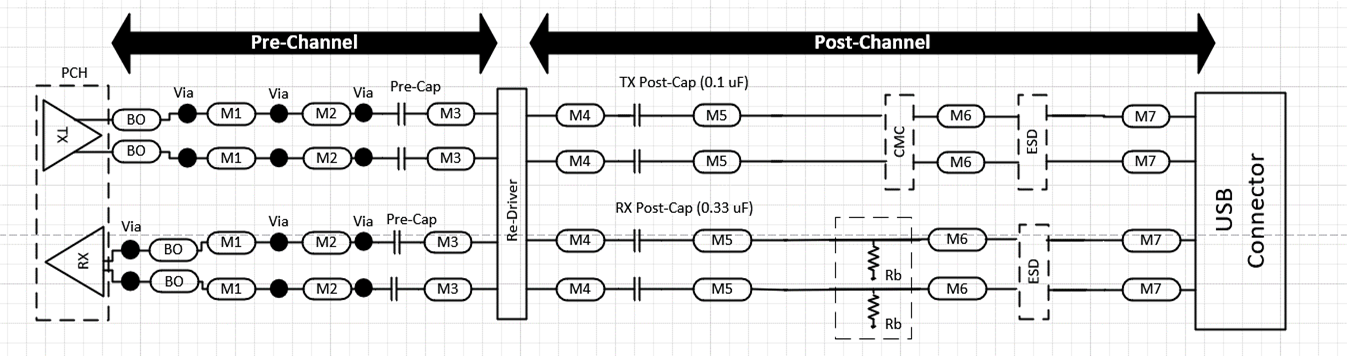 Pre-Channel
Post-Channel
PCH
Via
Via
Via
Pre-Cap
TX Post-Cap (0.1 uF)
TX
BO
M1
M2
M3
M4
M5
CMC
M6
ESD
M7
BO
M1
M2
M3
M4
M5
M6
M7
Re-Driver
USB
Connector
Via
Via
Via
Pre-Cap
RX Post-Cap (0.33 uF)
RX
BO
M1
M2
M3
M4
M5
M6
ESD
M7
Rb
BO
M1
M2
M3
M4
M5
M6
M7
Rb